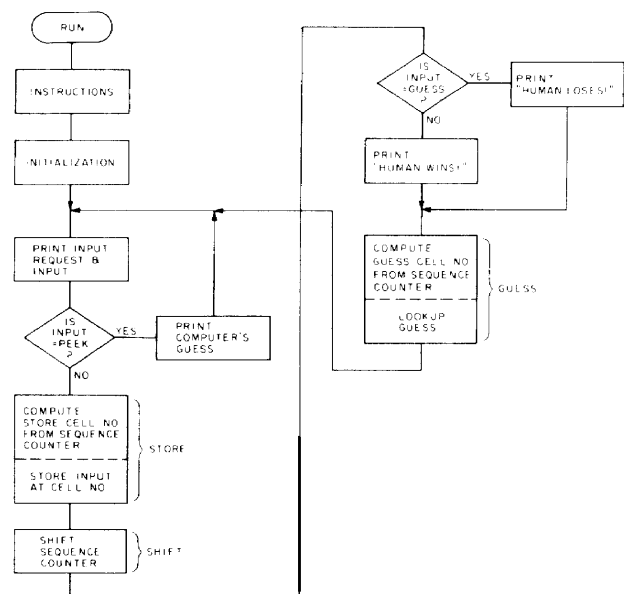 RUN
INSTRUCTIONS
INITIALIZATION
PRINT INPUT
REQUEST &
INPUT
IS
INPUT
=PEEK
?
YES
PRINT
COMPUTER'S
GUESS
NO
COMPUTE
STORE CELL NO
FROM SEQUENCE
COUNTER
STORE INPUT
AT CELL NO
STORE
SHIFT
SEQUENCE
COUNTER
SHIFT
IS
INPUT
=GUESS
?
YES
PRINT
"HUMAN LOSES!"
NO
PRINT
"HUMAN WINS!"
COMPUTE
GUESS CELL NO
FROM SEQUENCE
COUNTER
LOOKUP
GUESS
GUESS